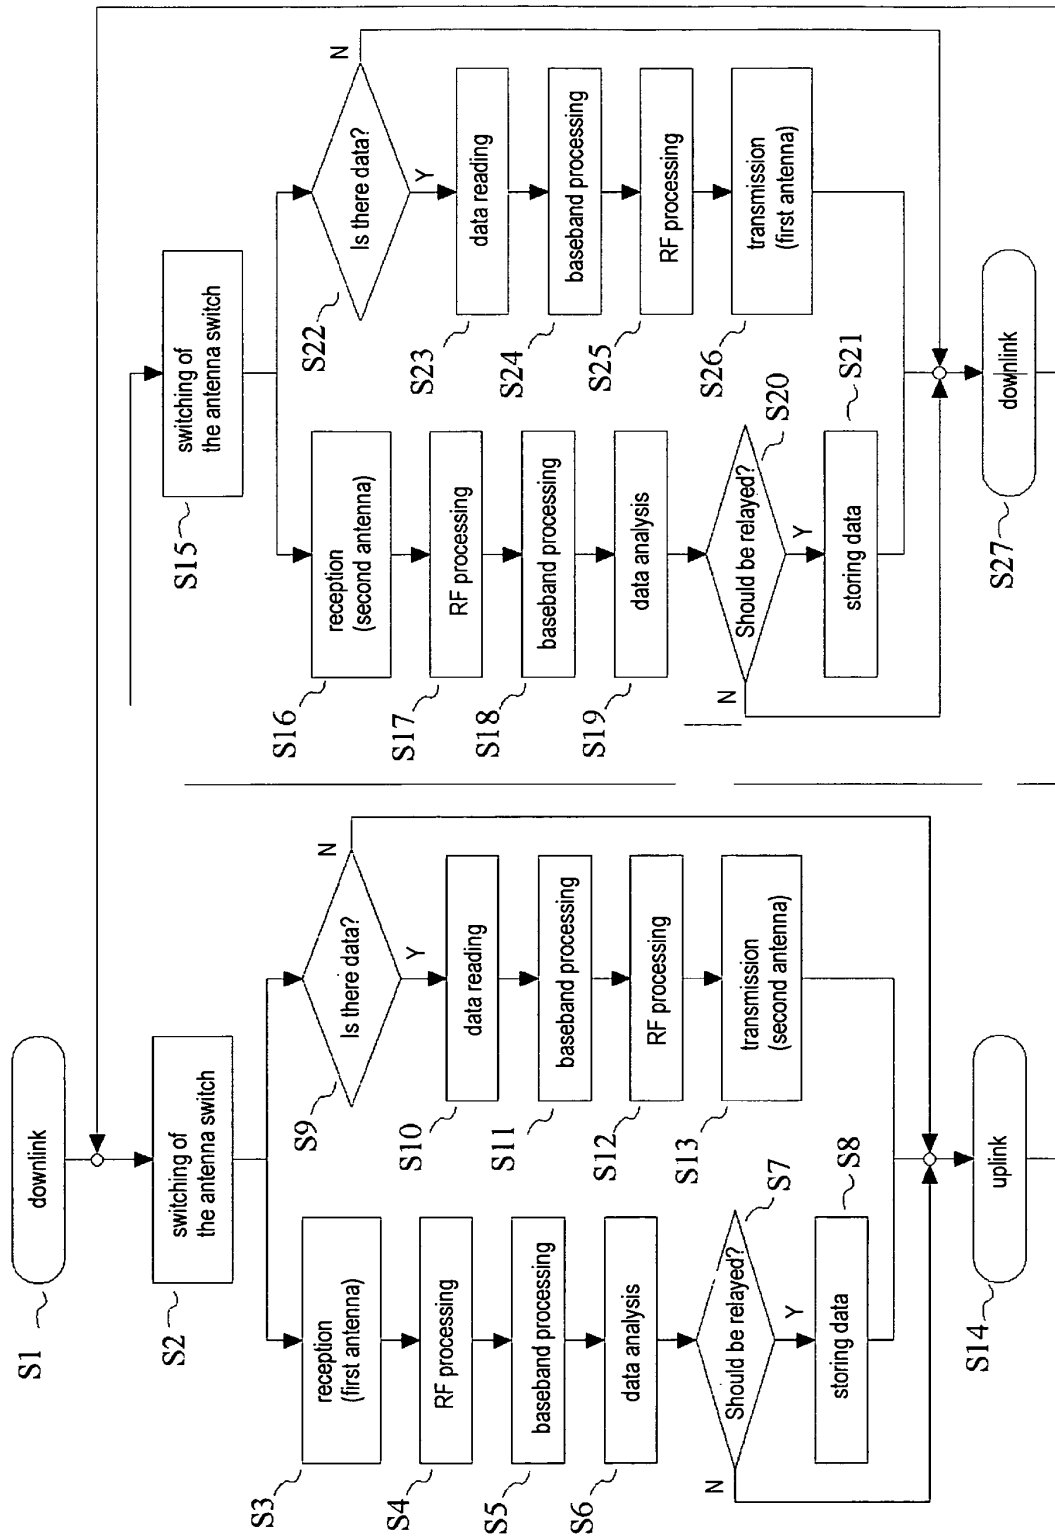 S1
downlink
S2
switching of
the antenna switch
S3
reception
(first antenna)
S4
RF processing
S5
baseband processing
S6
data analysis
S7
Should be relayed?
N
Y
S8
storing data
S9
Is there data?
N
Y
S10
data reading
S11
baseband processing
S12
RF processing
S13
transmission
(second antenna)
S14
uplink
S15
switching of
the antenna switch
S16
reception
(second antenna)
S17
RF processing
S18
baseband processing
S19
data analysis
S20
Should be relayed?
N
Y
S21
storing data
S22
Is there data?
N
Y
S23
data reading
S24
baseband processing
S25
RF processing
S26
transmission
(first antenna)
S27
downlink